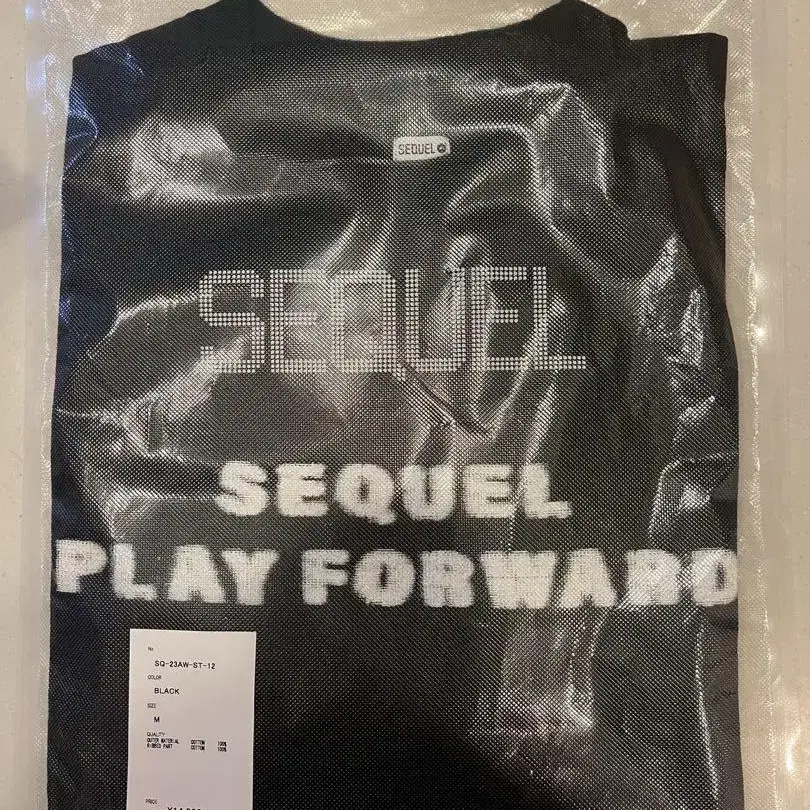 SEQUEL
SEQUEL
SEQUEL
PLAY FORWARD
No
SQ-23AW-ST-12
COLOR
BLACK
SIZE
M
QUALITY
OUTER MATERIAL COTTON 100%
RIBBED PART COTTON 100%
PRICE